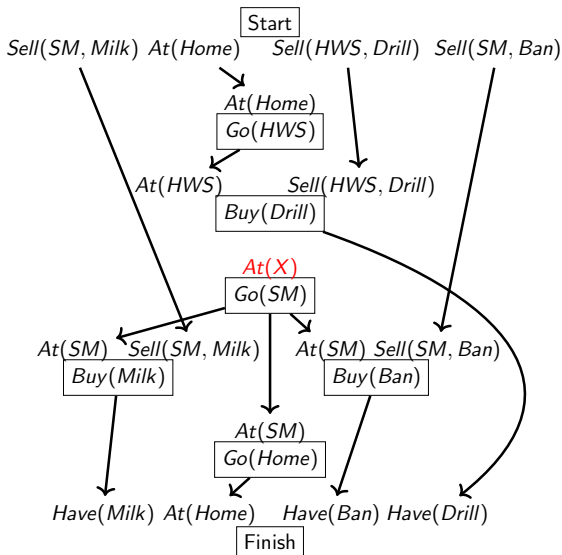 Start
Sell(SM, Milk) At(Home) Sell(HWS, Drill) Sell(SM, Ban)
At(Home)
Go(HWS)
At(HWS) Sell(HWS, Drill)
Buy(Drill)
At(X)
Go(SM)
At(SM) Sell(SM, Milk) At(SM) Sell(SM, Ban)
Buy(Milk) Buy(Ban)
At(SM)
Go(Home)
Have(Milk) At(Home) Have(Ban) Have(Drill)
Finish